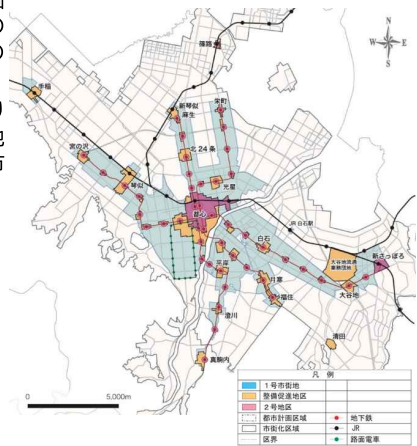 N
W
E
S
篠路
手稲
新琴似
麻生
栄町
宮の沢
北24条
琴似
光星
都心
JR 白石駅
白石
大谷地流通
業務団地
新さっぽろ
平岸
月寒
大谷地
福住
澄川
清田
真駒内
0
5,000m
凡 例
1号市街地
整備促進地区
2号地区
都市計画区域
地下鉄
市街化区域
JR
区界
路面電車